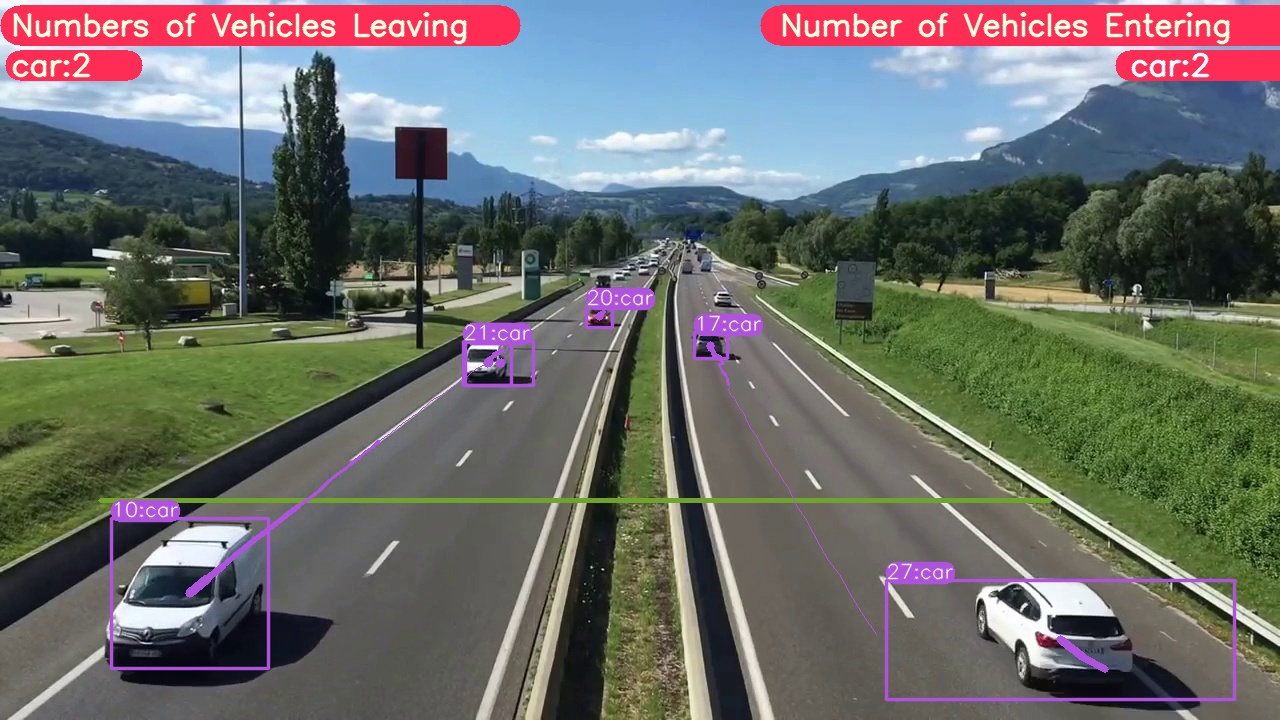 Numbers of Vehicles Leaving
Number of Vehicles Entering
car:2
car:2
20:car
17:car
21:car
10:car
27:car